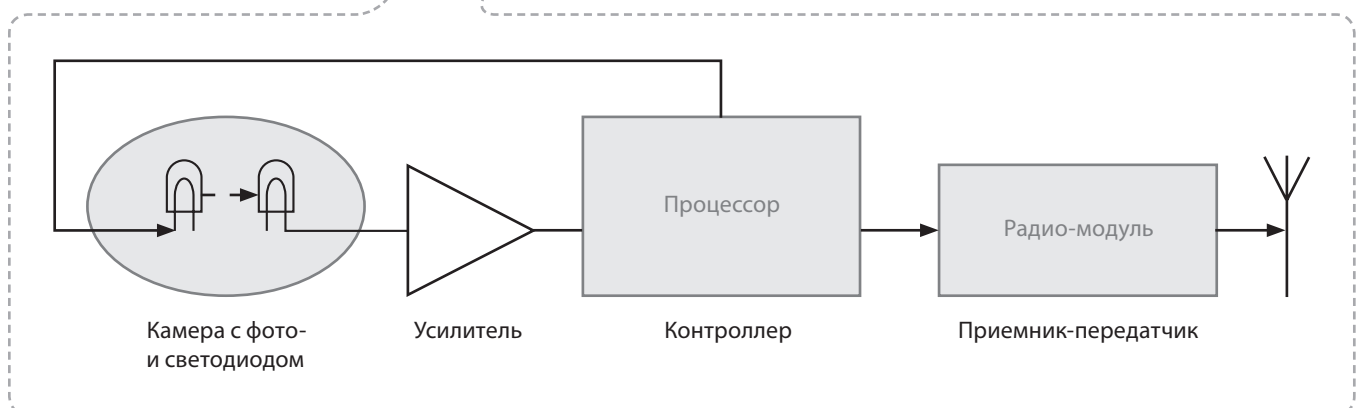 Процессор
Радио-модуль
Камера с фото-
и светодиодом
Усилитель
Контроллер
Приемник-передатчик